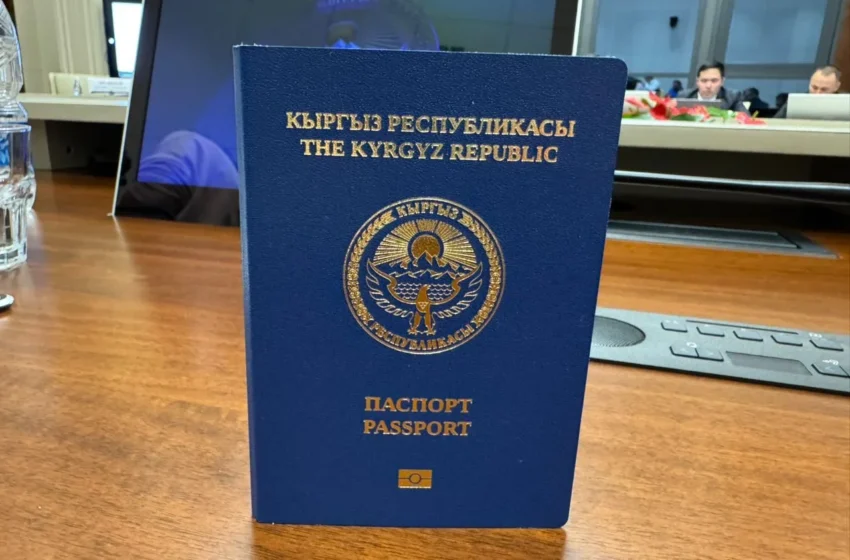 КЫРГЫЗ РЕСПУБЛИКАСЫ
THE KYRGYZ REPUBLIC
КЫРГЫЗ
РЕСПУБЛИКАСЫ
ПАСПОРТ
PASSPORT